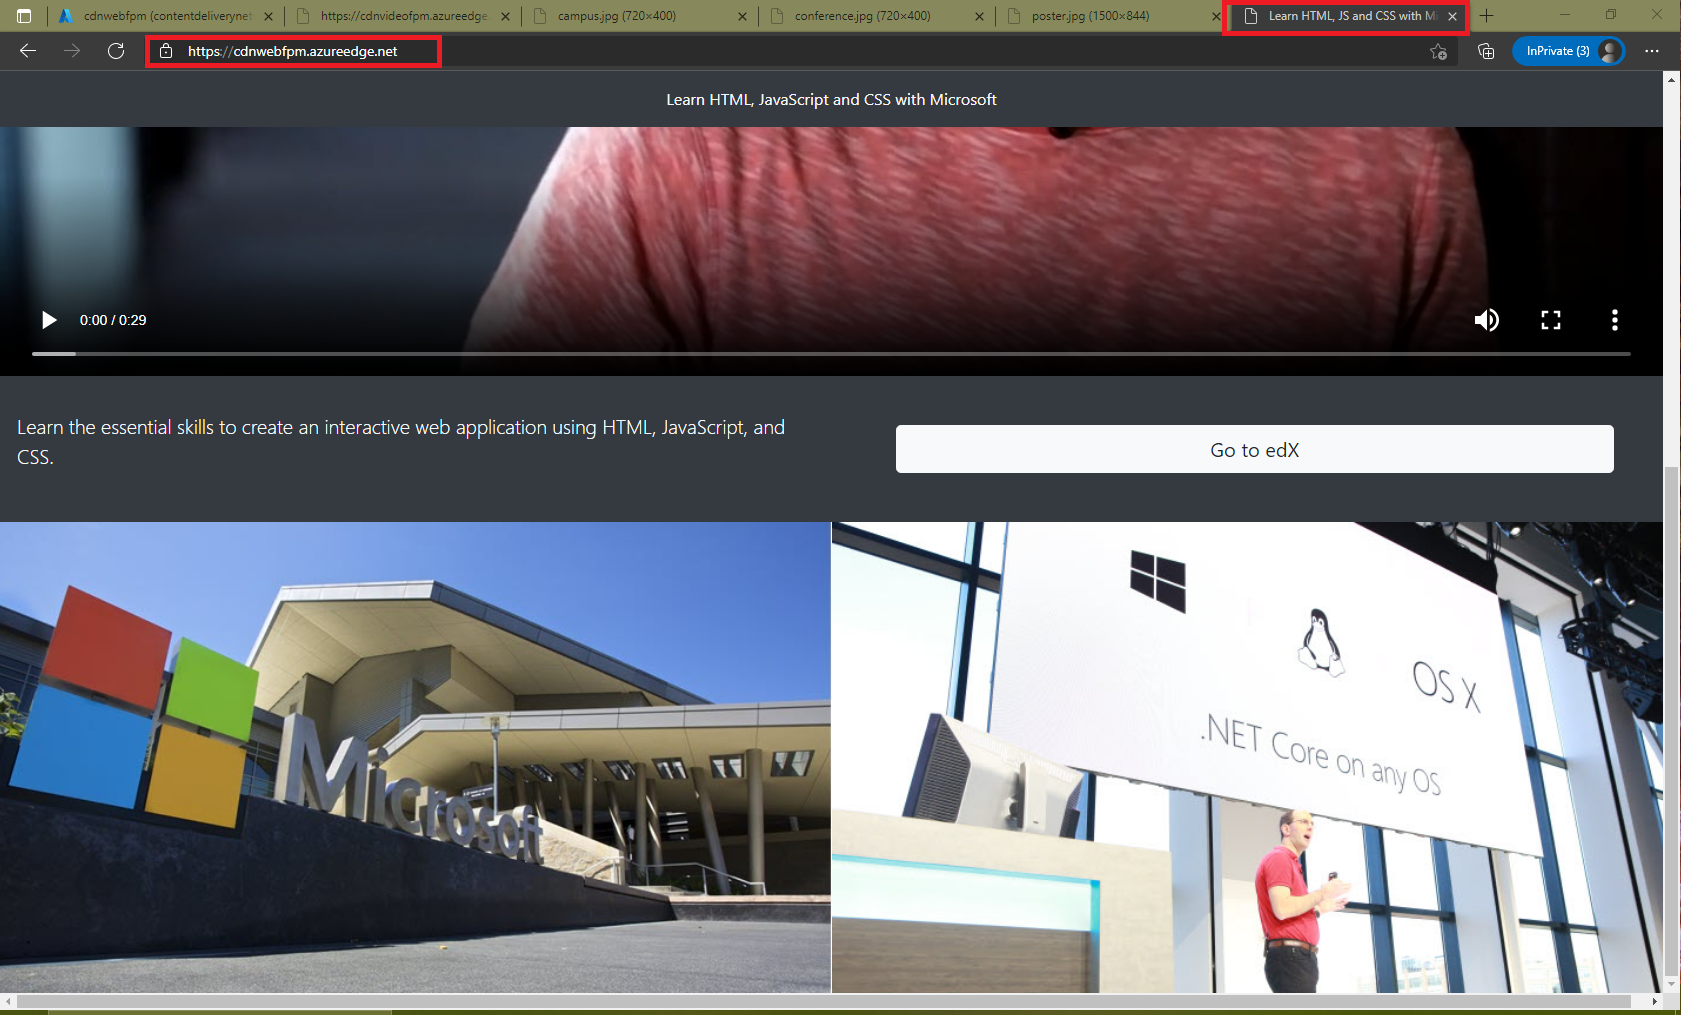 cdnwebfpm (contentdeliverynet
https://cdnvideofpm.azureedge.
campus.jpg (720×400)
conference.jpg (720×400)
poster.jpg (1500×844)
Learn HTML, JS and CSS with Mi
https://cdnwebfpm.azureedge.net
InPrivate (3)
Learn HTML, JavaScript and CSS with Microsoft
0:00 / 0:29
Learn the essential skills to create an interactive web application using HTML, JavaScript, and
CSS.
Go to edX
Microsoft
OS X
.NET Core on any OS